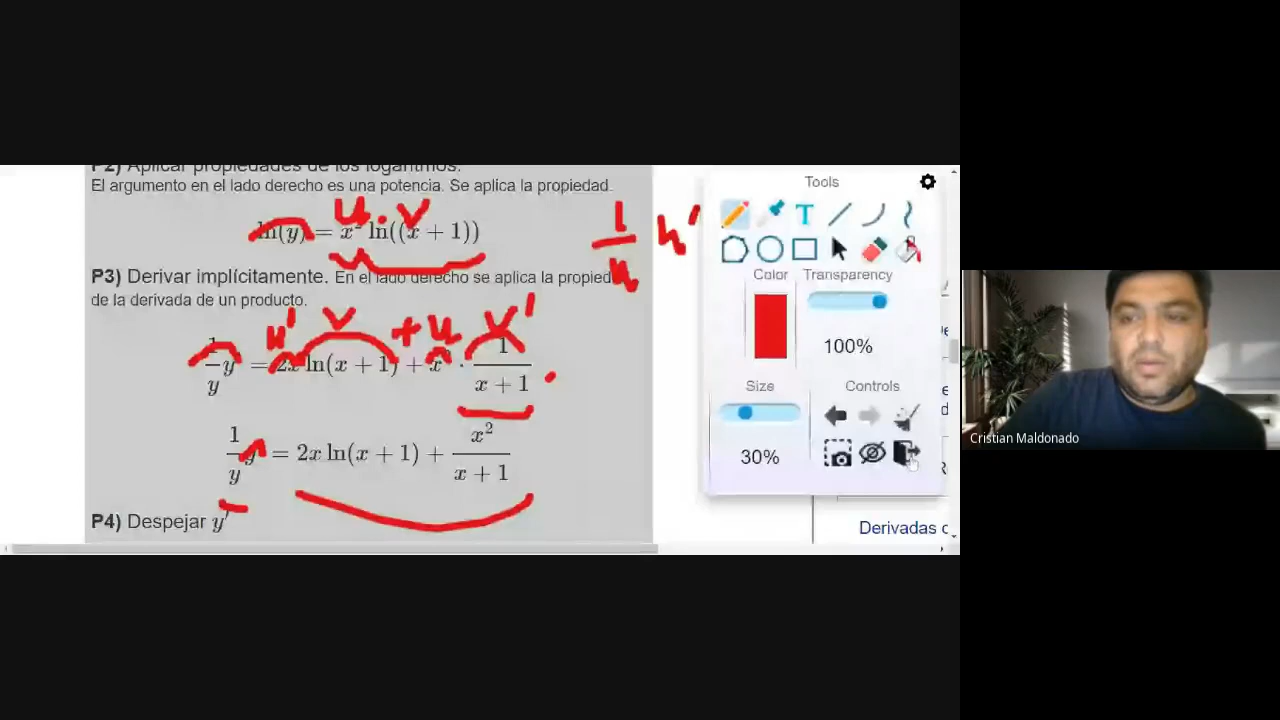 P2) Aplicar propiedades de los logaritmos.
El argumento en el lado derecho es una potencia. Se aplica la propiedad.
u . v
ln(y) = x² ln((x + 1))
1/u u'
P3) Derivar implícitamente. En el lado derecho se aplica la propied
de la derivada de un producto.
u' v + u v'
1/y y = 2x ln(x + 1) + x · 1/(x + 1) .
1/y y = 2x ln(x + 1) + x²/(x + 1)
P4) Despejar y'
Tools
T
Color
Transparency
100%
Size
Controls
30%
Derivadas
Cristian Maldonado